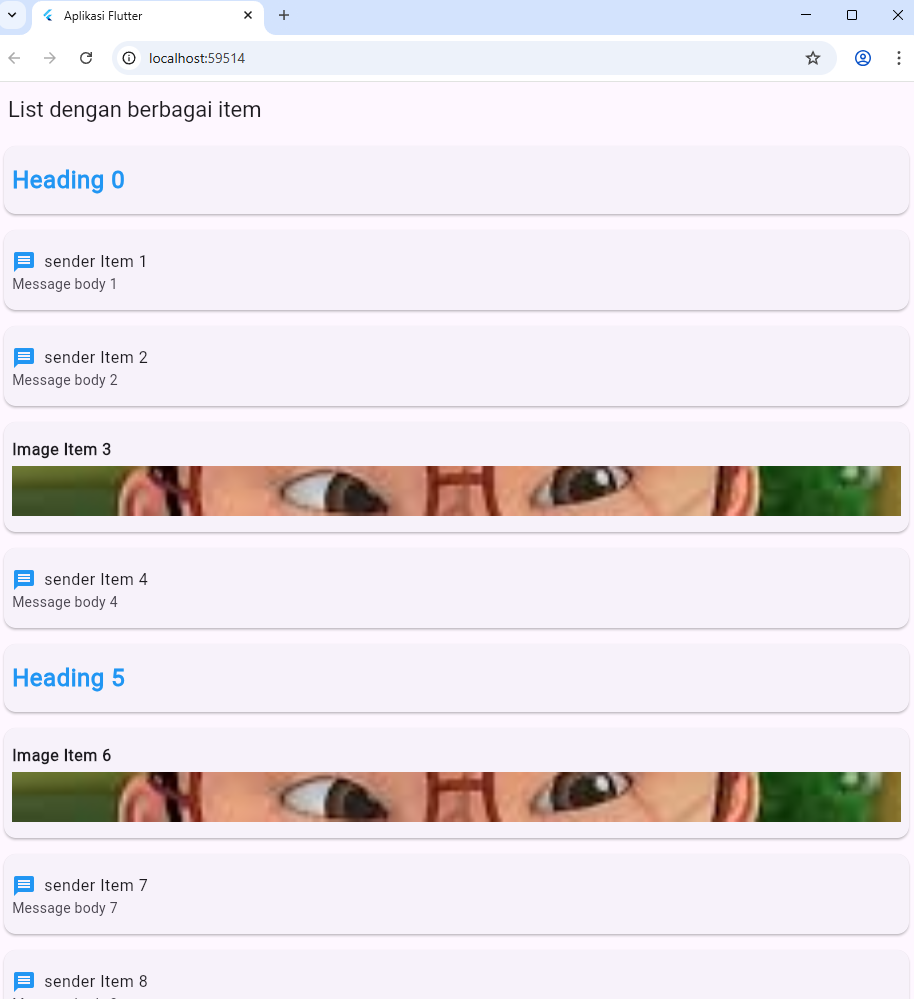 Aplikasi Flutter
localhost:59514
List dengan berbagai item
Heading 0
sender Item 1
Message body 1
sender Item 2
Message body 2
Image Item 3
sender Item 4
Message body 4
Heading 5
Image Item 6
sender Item 7
Message body 7
sender Item 8